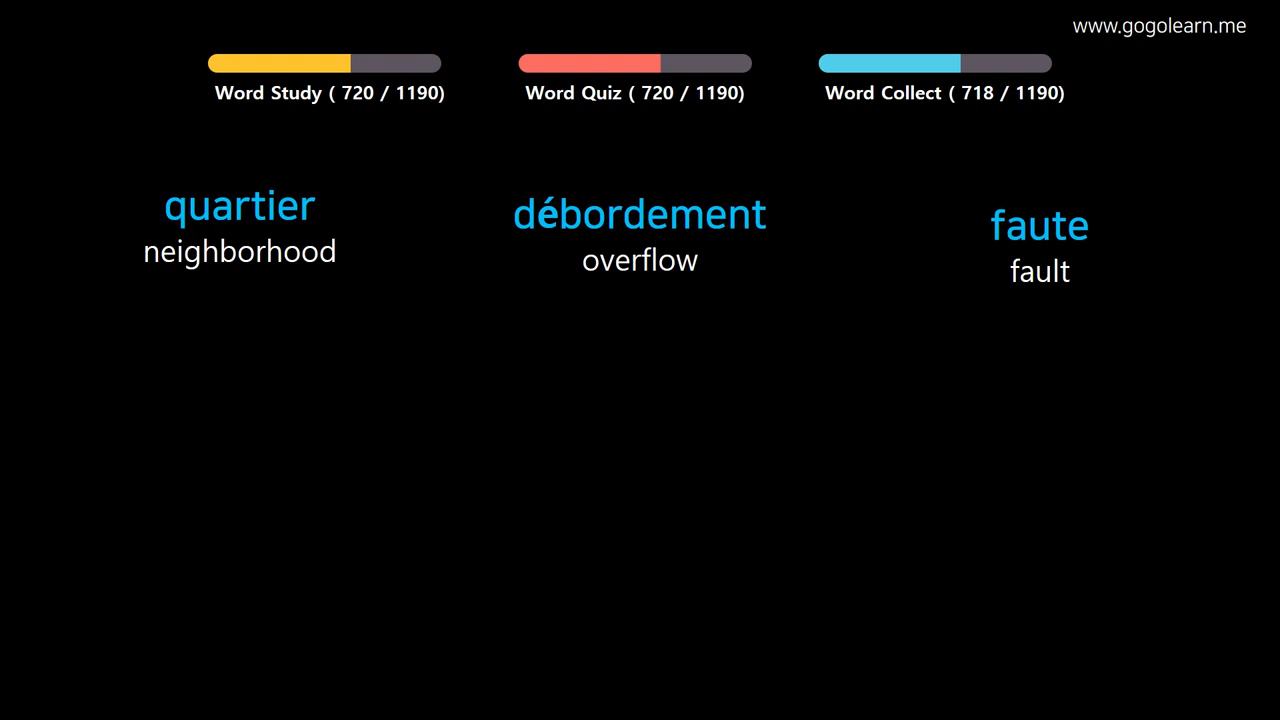 www.gogolearn.me
Word Study ( 720 / 1190)
Word Quiz ( 720 / 1190)
Word Collect ( 718 / 1190)
quartier
neighborhood
débordement
overflow
faute
fault